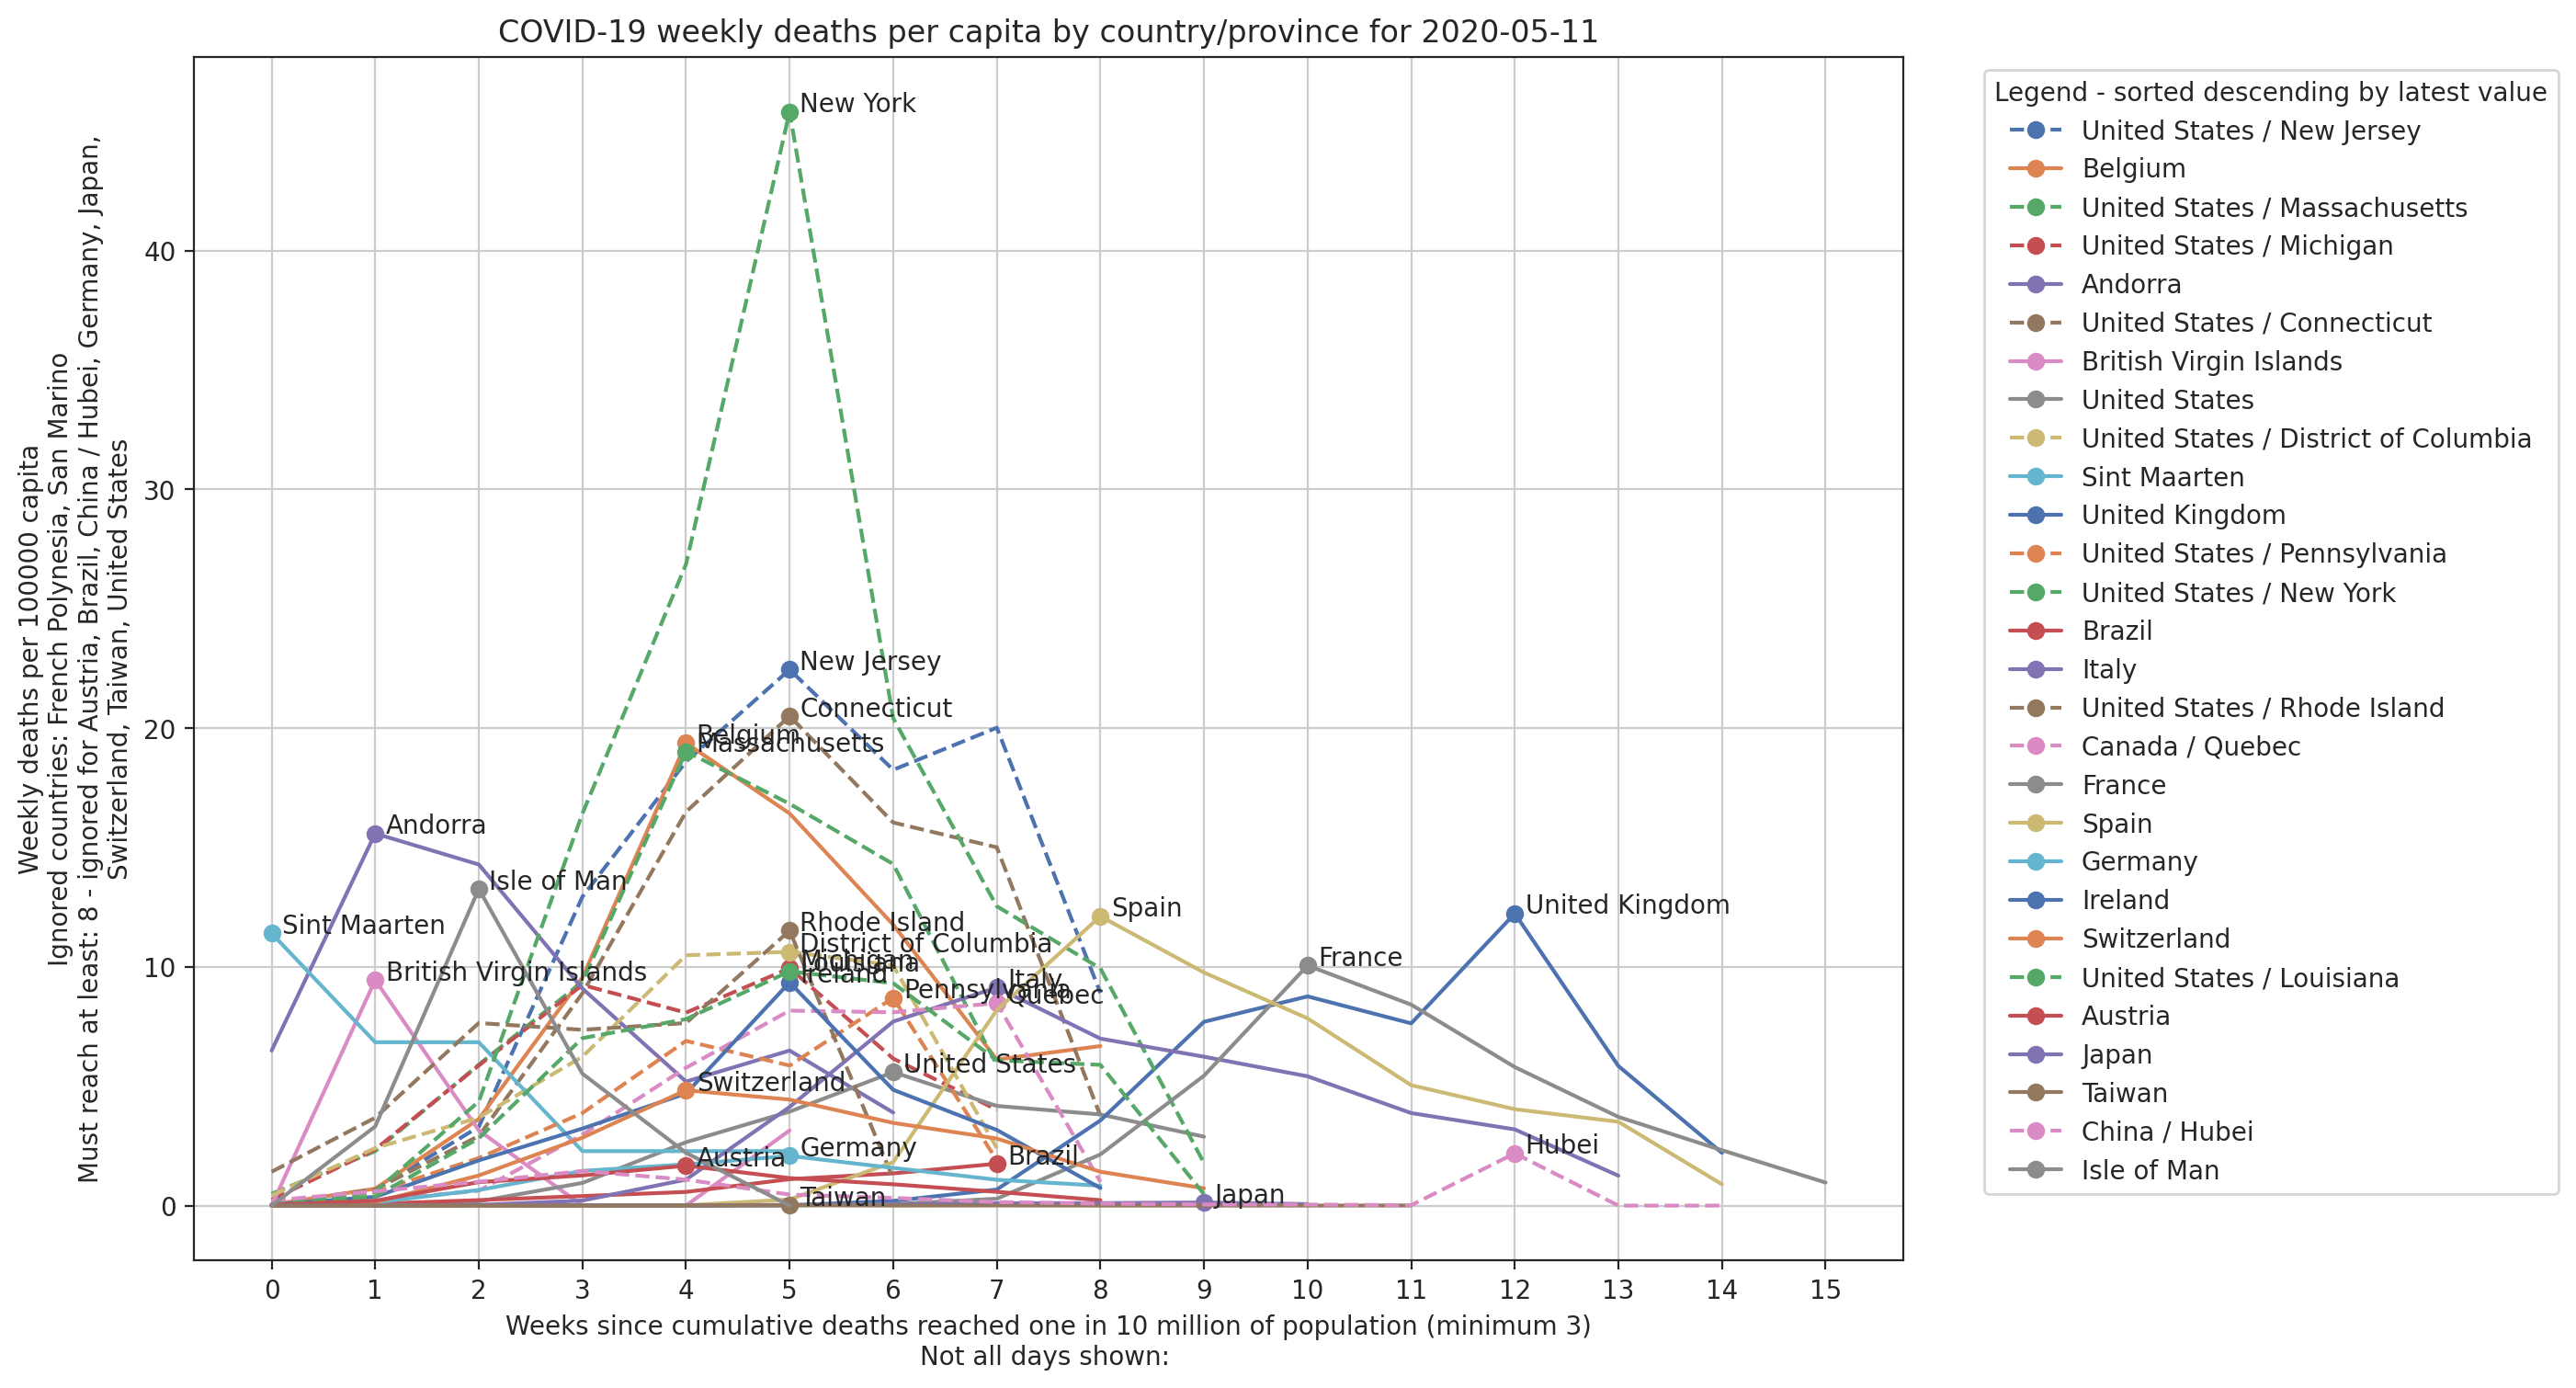 COVID-19 weekly deaths per capita by country/province for 2020-05-11
Weekly deaths per 100000 capita
Ignored countries: French Polynesia, San Marino
Must reach at least: 8 - ignored for Austria, Brazil, China / Hubei, Germany, Japan,
Switzerland, Taiwan, United States
40
30
20
10
0
New York
New Jersey
Connecticut
Belgium
Massachusetts
Andorra
Isle of Man
Sint Maarten
British Virgin Islands
Rhode Island
District of Columbia
Michigan
Louisiana
Ireland
Spain
United Kingdom
France
Italy
Pennsylvania
Quebec
United States
Switzerland
Germany
Austria
Brazil
Hubei
Taiwan
Japan
0 1 2 3 4 5 6 7 8 9 10 11 12 13 14 15
Weeks since cumulative deaths reached one in 10 million of population (minimum 3)
Not all days shown:
Legend - sorted descending by latest value
United States / New Jersey
Belgium
United States / Massachusetts
United States / Michigan
Andorra
United States / Connecticut
British Virgin Islands
United States
United States / District of Columbia
Sint Maarten
United Kingdom
United States / Pennsylvania
United States / New York
Brazil
Italy
United States / Rhode Island
Canada / Quebec
France
Spain
Germany
Ireland
Switzerland
United States / Louisiana
Austria
Japan
Taiwan
China / Hubei
Isle of Man